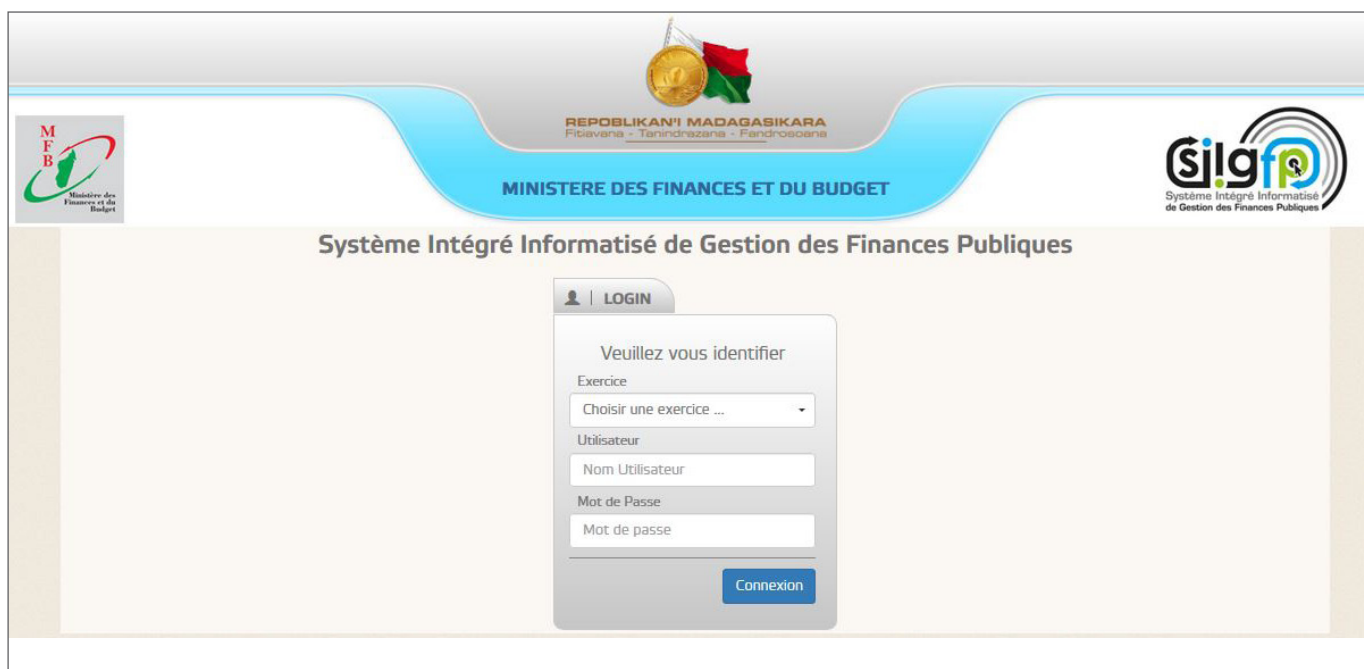 REPOBLIKAN'I MADAGASIKARA
Fitiavana - Tanindrazana - Fandrosoana
M
F
B
Ministère des
Finances et du
Budget
MINISTERE DES FINANCES ET DU BUDGET
Si.gfp
Système Intégré Informatisé
de Gestion des Finances Publiques
Système Intégré Informatisé de Gestion des Finances Publiques
LOGIN
Veuillez vous identifier
Exercice
Choisir une exercice ...
Utilisateur
Nom Utilisateur
Mot de Passe
Mot de passe
Connexion